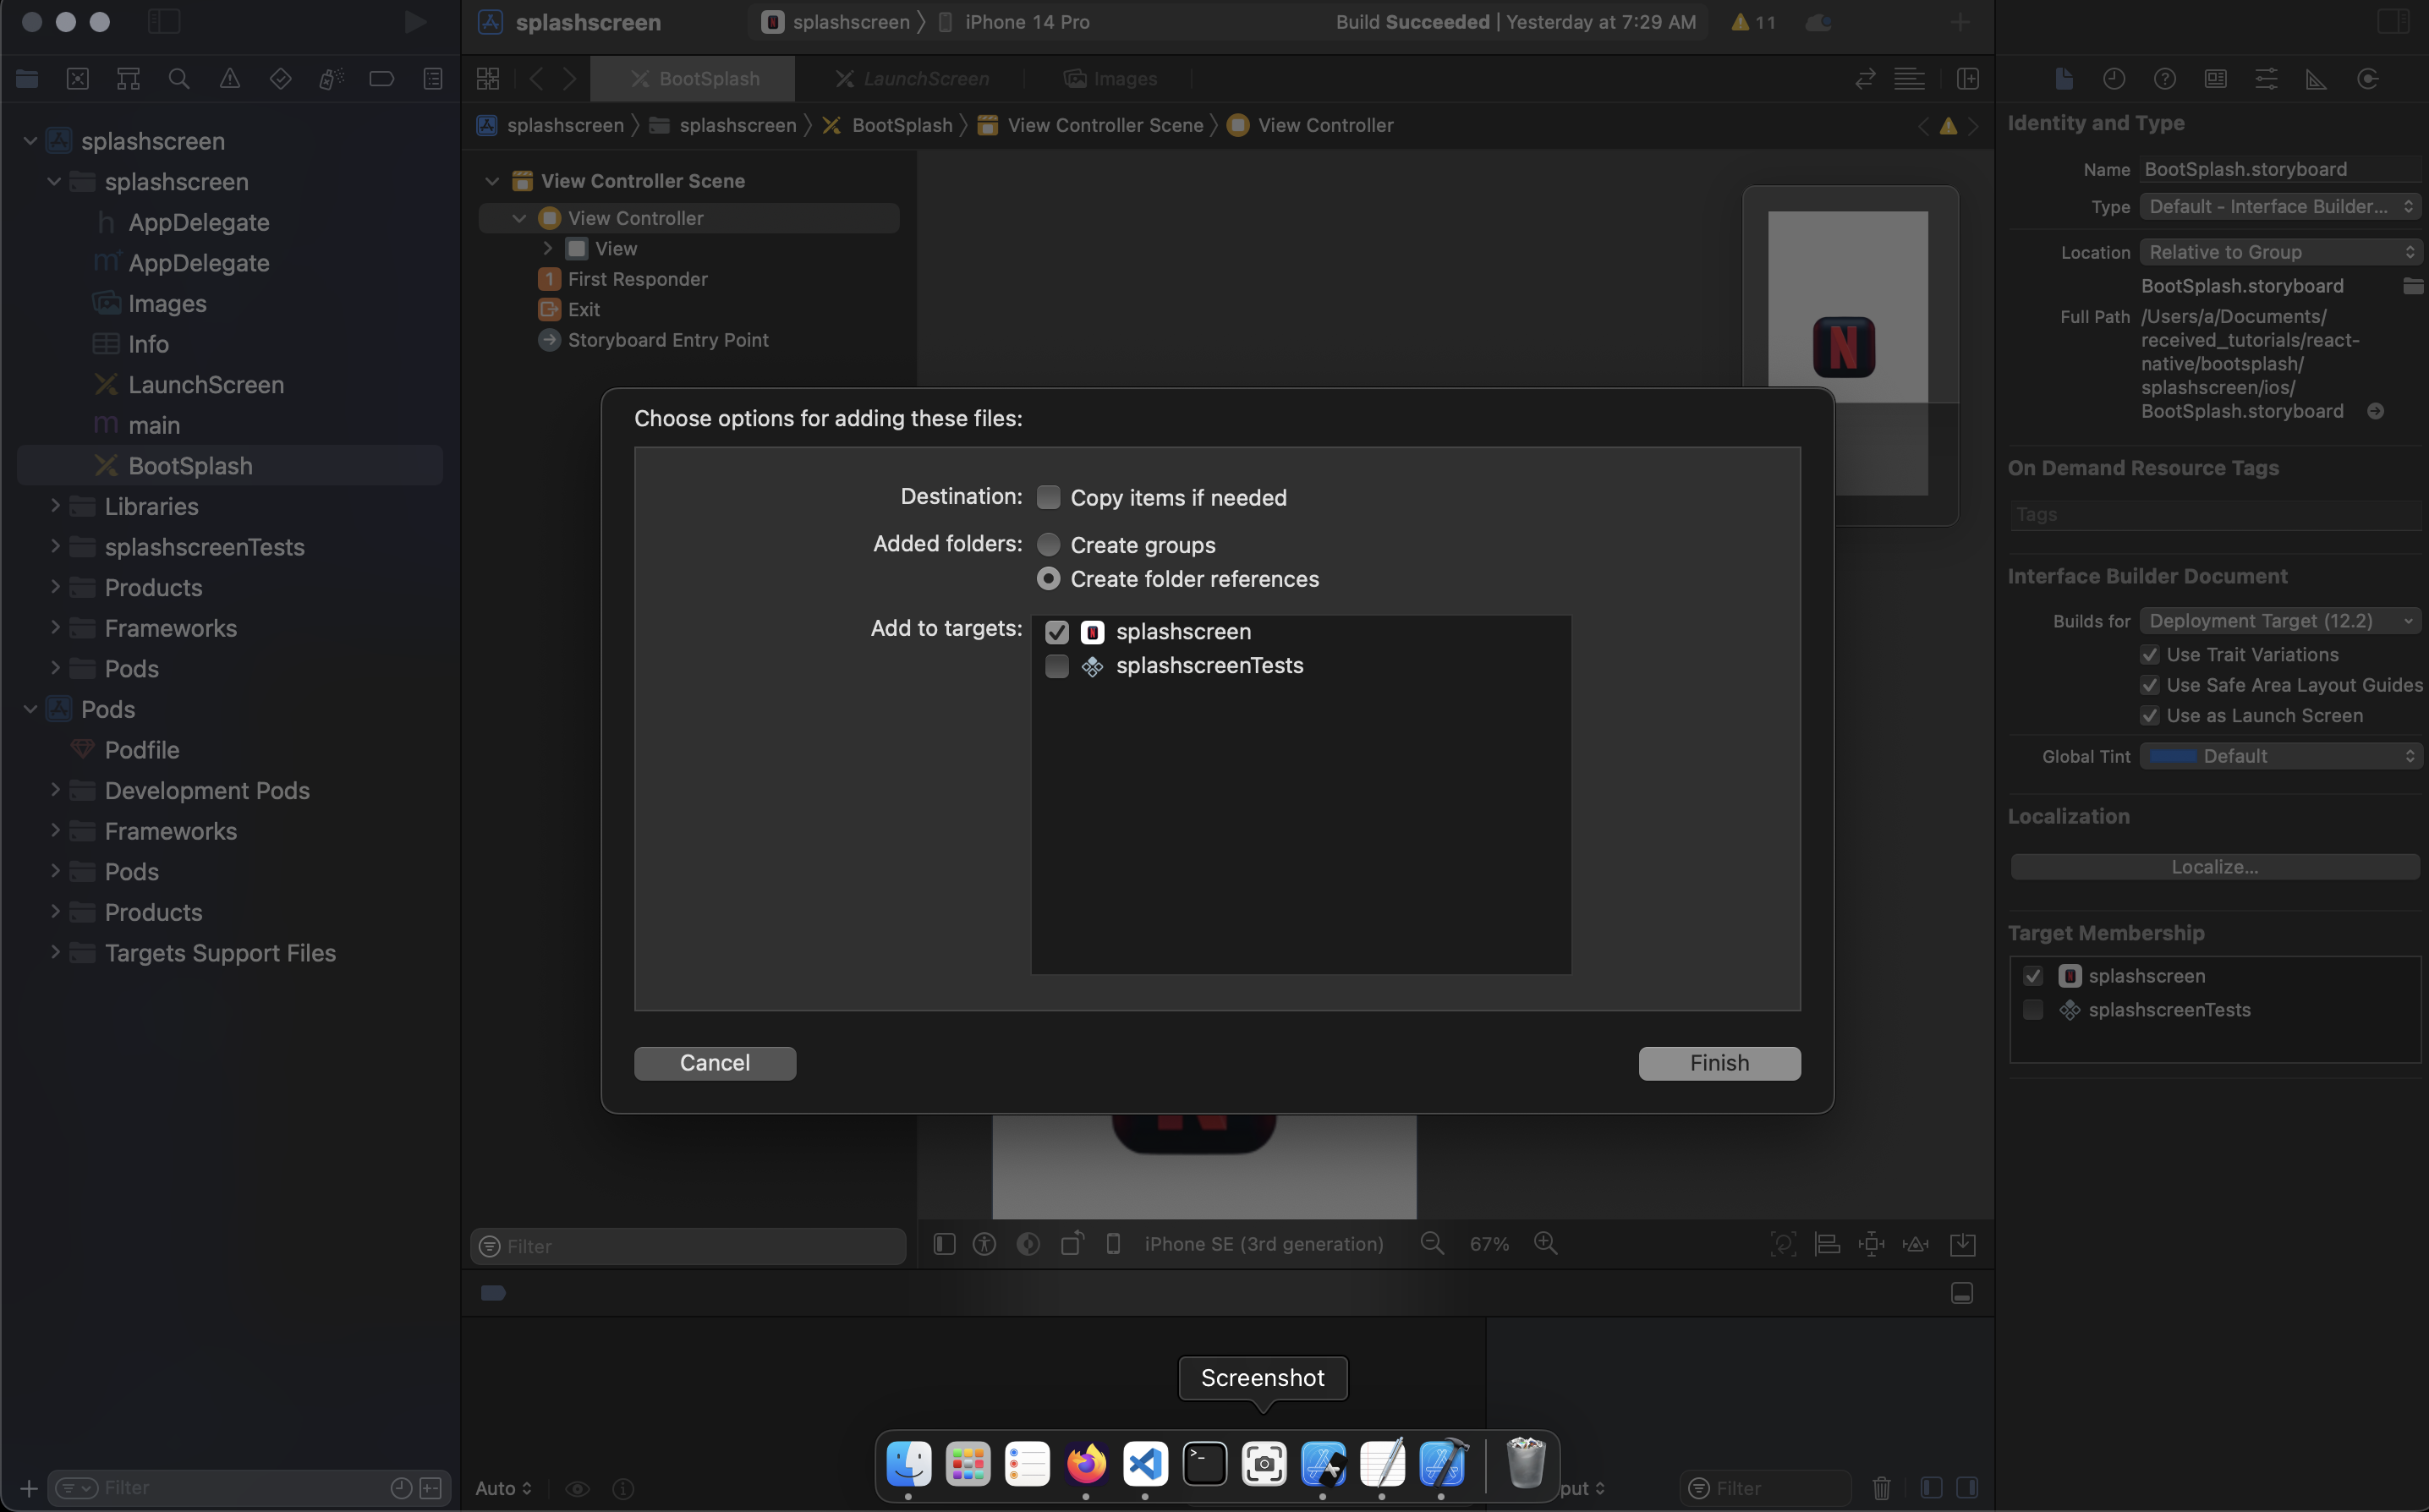 splashscreen
splashscreen
iPhone 14 Pro
Build Succeeded | Yesterday at 7:29 AM
11
BootSplash
LaunchScreen
Images
splashscreen
splashscreen
BootSplash
View Controller Scene
View Controller
splashscreen
splashscreen
h AppDelegate
m AppDelegate
Images
Info
LaunchScreen
m main
BootSplash
Libraries
splashscreenTests
Products
Frameworks
Pods
Pods
Podfile
Development Pods
Frameworks
Pods
Products
Targets Support Files
Filter
View Controller Scene
View Controller
View
1 First Responder
Exit
Storyboard Entry Point
Filter
N
Choose options for adding these files:
Destination: Copy items if needed
Added folders: Create groups
Create folder references
Add to targets: splashscreen
splashscreenTests
Cancel
Finish
iPhone SE (3rd generation)
67%
Screenshot
Auto
put
Filter
Identity and Type
Name BootSplash.storyboard
Type Default - Interface Builder...
Location Relative to Group
BootSplash.storyboard
Full Path /Users/a/Documents/
received_tutorials/react-
native/bootsplash/
splashscreen/ios/
BootSplash.storyboard
On Demand Resource Tags
Tags
Interface Builder Document
Builds for Deployment Target (12.2)
Use Trait Variations
Use Safe Area Layout Guides
Use as Launch Screen
Global Tint Default
Localization
Localize...
Target Membership
splashscreen
splashscreenTests